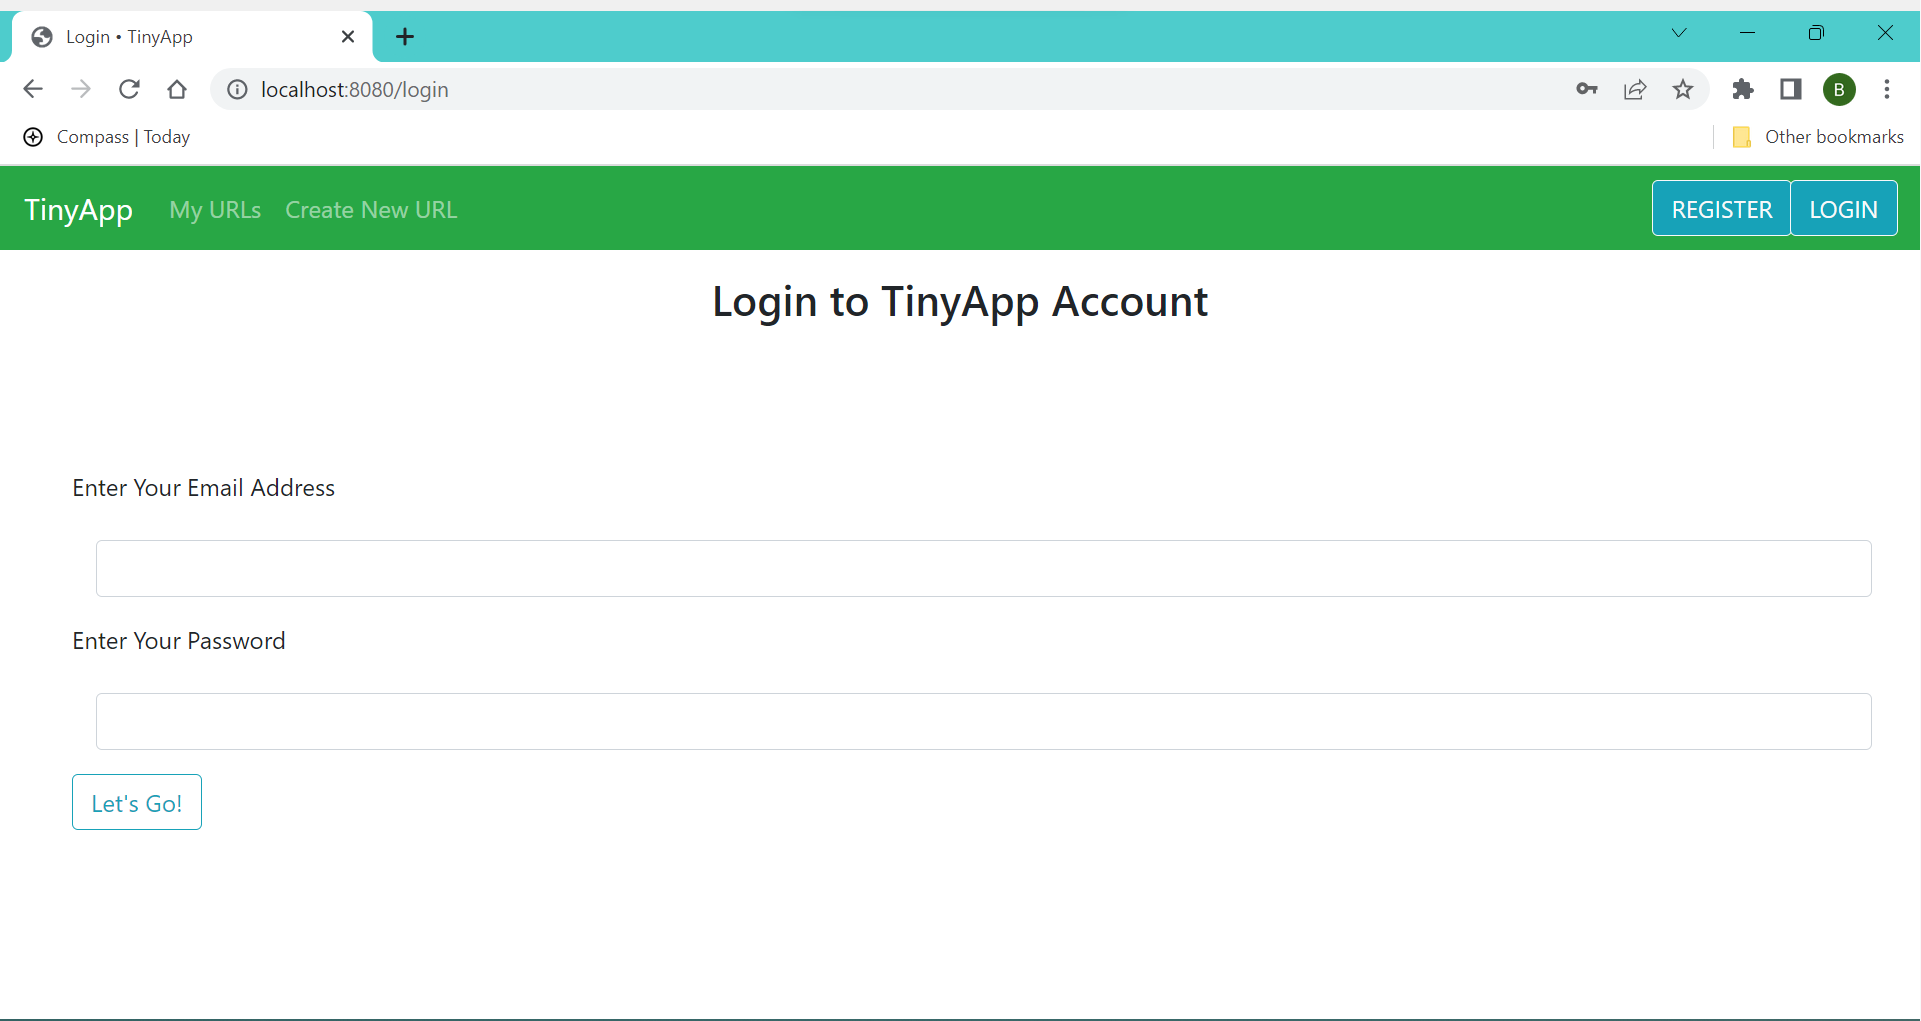 Login • TinyApp
localhost:8080/login
B
Compass | Today
Other bookmarks
TinyApp My URLs Create New URL REGISTER LOGIN
Login to TinyApp Account
Enter Your Email Address
Enter Your Password
Let's Go!